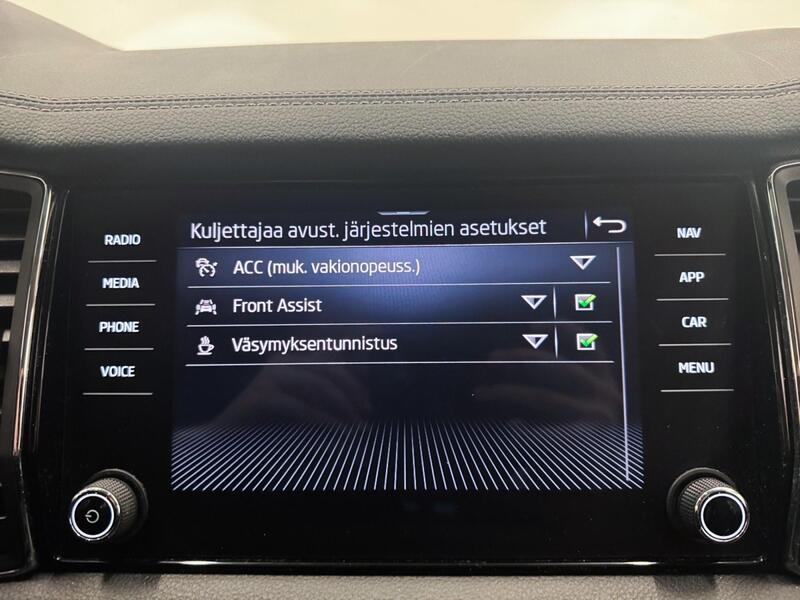 Kuljettajaa avust. järjestelmien asetukset
RADIO
MEDIA
PHONE
VOICE
ACC (muk. vakionopeuss.)
Front Assist
Väsymyksentunnistus
NAV
APP
CAR
MENU